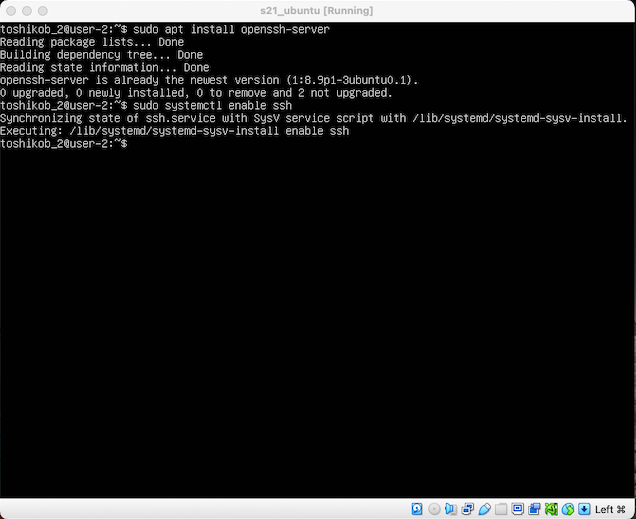 s21_ubuntu [Running]
toshikob_2@user-2:~$ sudo apt install openssh-server
Reading package lists... Done
Building dependency tree... Done
Reading state information... Done
openssh-server is already the newest version (1:8.9p1-3ubuntu0.1).
0 upgraded, 0 newly installed, 0 to remove and 2 not upgraded.
toshikob_2@user-2:~$ sudo systemctl enable ssh
Synchronizing state of ssh.service with SysV service script with /lib/systemd/systemd-sysv-install.
Executing: /lib/systemd/systemd-sysv-install enable ssh
toshikob_2@user-2:~$
Left ⌘